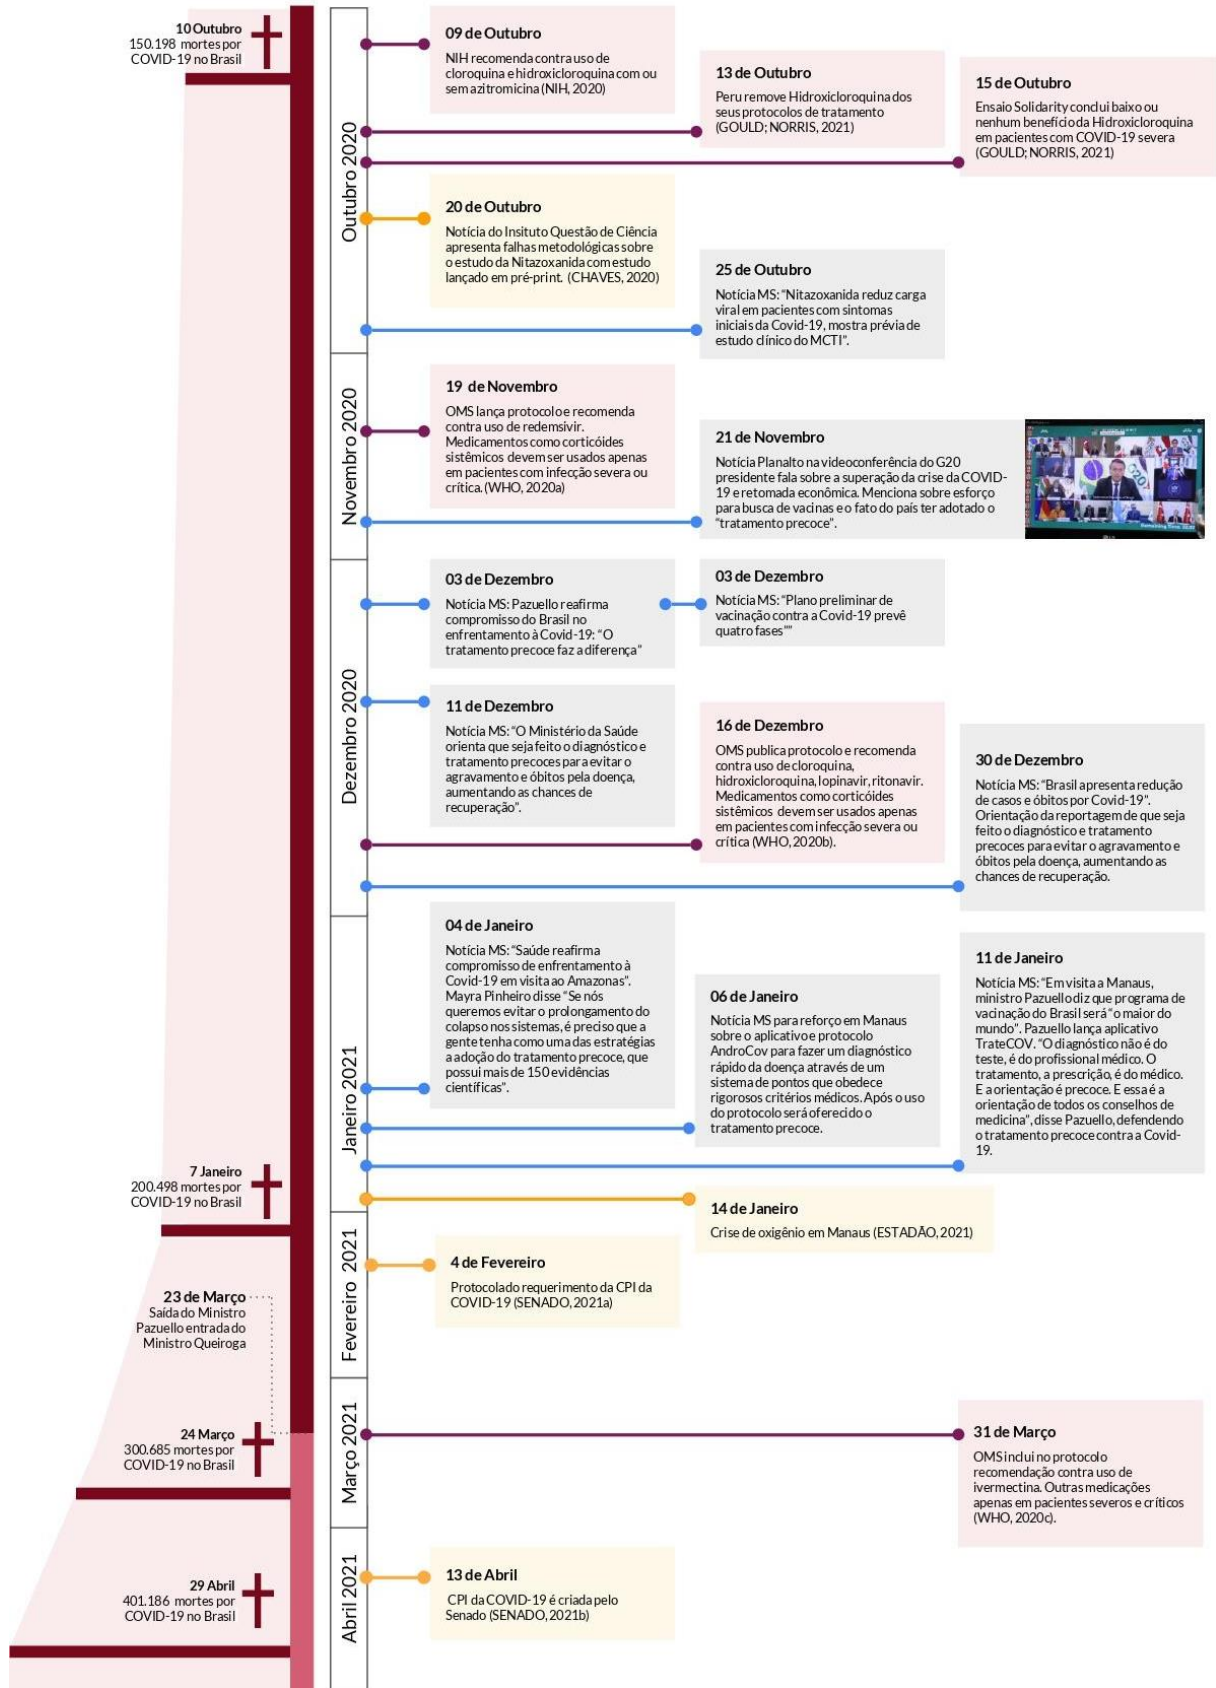 10 Outubro
150.198 mortes por
COVID-19 no Brasil
Outubro 2020
09 de Outubro
NIH recomenda contra uso de
cloroquina e hidroxicloroquina com ou
sem azitromicina (NIH, 2020)
13 de Outubro
Peru remove Hidroxicloroquina dos
seus protocolos de tratamento
(GOULD; NORRIS, 2021)
15 de Outubro
Ensaio Solidarity conclui baixo ou
nenhum benefício da Hidroxicloroquina
em pacientes com COVID-19 severa
(GOULD; NORRIS, 2021)
20 de Outubro
Notícia do Insituto Questão de Ciência
apresenta falhas metodológicas sobre
o estudo da Nitazoxanida com estudo
lançado em pré-print. (CHAVES, 2020)
25 de Outubro
Notícia MS: "Nitazoxanida reduz carga
viral em pacientes com sintomas
iniciais da Covid-19, mostra prévia de
estudo clínico do MCTI".
Novembro 2020
19 de Novembro
OMS lança protocolo e recomenda
contra uso de redemsivir.
Medicamentos como corticóides
sistêmicos devem ser usados apenas
em pacientes com infecção severa ou
crítica. (WHO, 2020a)
21 de Novembro
Notícia Planalto na videoconferência do G20
presidente fala sobre a superação da crise da COVID-
19 e retomada econômica. Menciona sobre esforço
para busca de vacinas e o fato do país ter adotado o
"tratamento precoce".
Dezembro 2020
03 de Dezembro
Notícia MS: Pazuello reafirma
compromisso do Brasil no
enfrentamento à Covid-19: "O
tratamento precoce faz a diferença"
03 de Dezembro
Notícia MS: "Plano preliminar de
vacinação contra a Covid-19 prevê
quatro fases""
11 de Dezembro
Notícia MS: "O Ministério da Saúde
orienta que seja feito o diagnóstico e
tratamento precoces para evitar o
agravamento e óbitos pela doença,
aumentando as chances de
recuperação".
16 de Dezembro
OMS publica protocolo e recomenda
contra uso de cloroquina,
hidroxicloroquina, lopinavir, ritonavir.
Medicamentos como corticóides
sistêmicos devem ser usados apenas
em pacientes com infecção severa ou
crítica (WHO, 2020b).
30 de Dezembro
Notícia MS: "Brasil apresenta redução
de casos e óbitos por Covid-19".
Orientação da reportagem de que seja
feito o diagnóstico e tratamento
precoces para evitar o agravamento e
óbitos pela doença, aumentando as
chances de recuperação.
Janeiro 2021
04 de Janeiro
Notícia MS: "Saúde reafirma
compromisso de enfrentamento à
Covid-19 em visita ao Amazonas".
Mayra Pinheiro disse "Se nós
queremos evitar o prolongamento do
colapso nos sistemas, é preciso que a
gente tenha como uma das estratégias
a adoção do tratamento precoce, que
possui mais de 150 evidências
científicas".
06 de Janeiro
Notícia MS para reforço em Manaus
sobre o aplicativo e protocolo
AndroCov para fazer um diagnóstico
rápido da doença através de um
sistema de pontos que obedece
rigorosos critérios médicos. Após o uso
do protocolo será oferecido o
tratamento precoce.
11 de Janeiro
Notícia MS: "Em visita a Manaus,
ministro Pazuello diz que programa de
vacinação do Brasil será "o maior do
mundo". Pazuello lança aplicativo
TrateCOV. "O diagnóstico não é do
teste, é do profissional médico. O
tratamento, a prescrição, é do médico.
E a orientação é precoce. E essa é a
orientação de todos os conselhos de
medicina", disse Pazuello, defendendo
o tratamento precoce contra a Covid-
19.
7 Janeiro
200.498 mortes por
COVID-19 no Brasil
14 de Janeiro
Crise de oxigênio em Manaus (ESTADÃO, 2021)
Fevereiro 2021
4 de Fevereiro
Protocolado requerimento da CPI da
COVID-19 (SENADO, 2021a)
23 de Março
Saída do Ministro
Pazuello entrada do
Ministro Queiroga
Março 2021
24 Março
300.685 mortes por
COVID-19 no Brasil
31 de Março
OMS inclui no protocolo
recomendação contra uso de
ivermectina. Outras medicações
apenas em pacientes severos e críticos
(WHO, 2020c).
Abril 2021
13 de Abril
CPI da COVID-19 é criada pelo
Senado (SENADO, 2021b)
29 Abril
401.186 mortes por
COVID-19 no Brasil